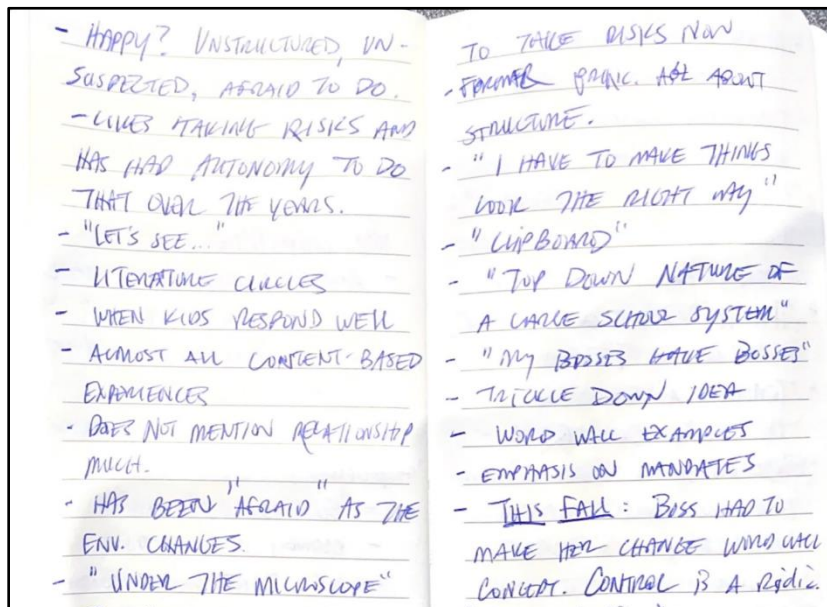 - HAPPY? UNSTRUCTURED, UN-
SUSPECTED, AFRAID TO DO.
- LIKES TAKING RISKS AND
HAS HAD AUTONOMY TO DO
THAT OVER THE YEARS.
- "LET'S SEE..."
- LITERATURE CIRCLES
- WHEN KIDS RESPOND WELL
- ALMOST ALL CONTENT-BASED
EXPERIENCES
- DOES NOT MENTION RELATIONSHIP
MUCH.
- HAS BEEN "AFRAID" AS THE
ENV. CHANGES.
- "UNDER THE MICROSCOPE"
TO TAKE RISKS NOW
- FORMER PRINC. ABOUT
STRUCTURE.
- "I HAVE TO MAKE THINGS
LOOK THE RIGHT WAY"
- "CLIPBOARD"
- "TOP DOWN NATURE OF
A LARGE SCHOOL SYSTEM"
- "MY BOSSES HAVE BOSSES"
- TRICKLE DOWN IDEA
- WORD WALL EXAMPLES
- EMPHASIS ON MANDATES
- THIS FALL: BOSS HAD TO
MAKE HER CHANGE WORD WALL
CONCEPT. CONTROL IS A